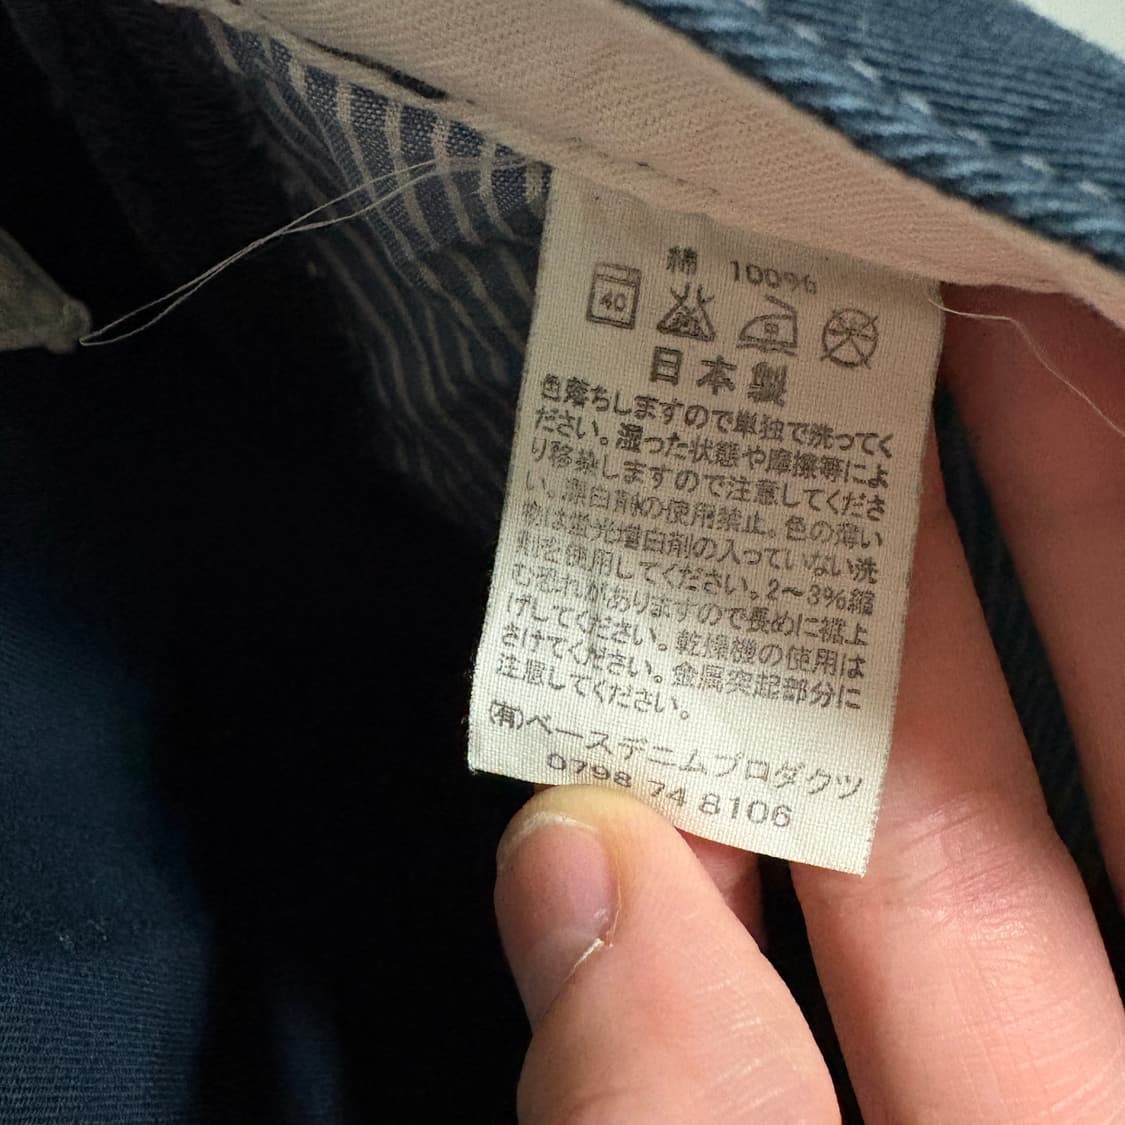 綿 100%
40
日本製
色落ちしますので単独で洗ってく
ださい。湿った状態や摩擦等によ
り移染しますので注意してくださ
い。漂白剤の使用禁止。色の薄い
物は蛍光増白剤の入っていない洗
剤を使用してください。2〜3%縮
むおそれがありますので長めに裾上
げしてください。乾燥機の使用は
さけてください。金属突起部分に
注意してください。
(有)ベースデニムプロダクツ
0798 74 8106